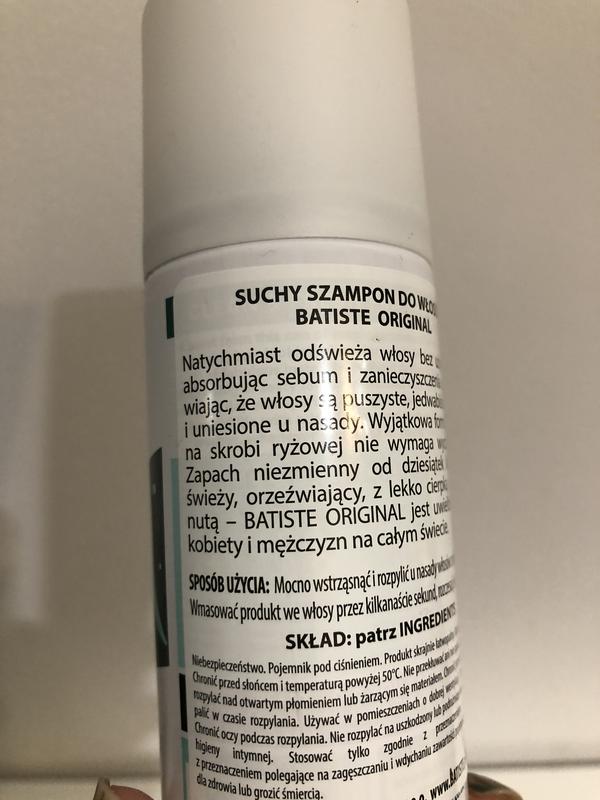 SUCHY SZAMPON DO
BATISTE ORIGINAL
Natychmiast odświeża włosy bez
absorbując sebum i
wiając, że włosy są puszyste,
i uniesione u nasady. Wyjątkowa
na skrobi ryżowej nie wymaga
Zapach niezmienny od dziesiątek
świeży, orzeźwiający, z lekko
nutą – BATISTE ORIGINAL jest
kobiety i mężczyzn na całym świecie.
SPOSÓB UŻYCIA: Mocno wstrząsnąć i rozpylić u nasady
Wmasować produkt we włosy przez kilkanaście sekund,
SKŁAD: patrz
Niebezpieczeństwo. Pojemnik pod ciśnieniem. Produkt skrajnie
Chronić przed słońcem i temperaturą powyżej 50°C. Nie przekłuwać
rozpylać nad otwartym płomieniem lub żarzącym się materiałem.
palić w czasie rozpylania. Używać w pomieszczeniach o dobrej
Chronić oczy podczas rozpylania. Nie rozpylać na uszkodzony lub
higieny intymnej. Stosować tylko zgodnie z
z przeznaczeniem polegające na zagęszczaniu i wdychaniu
dla zdrowia lub grozić śmiercią.